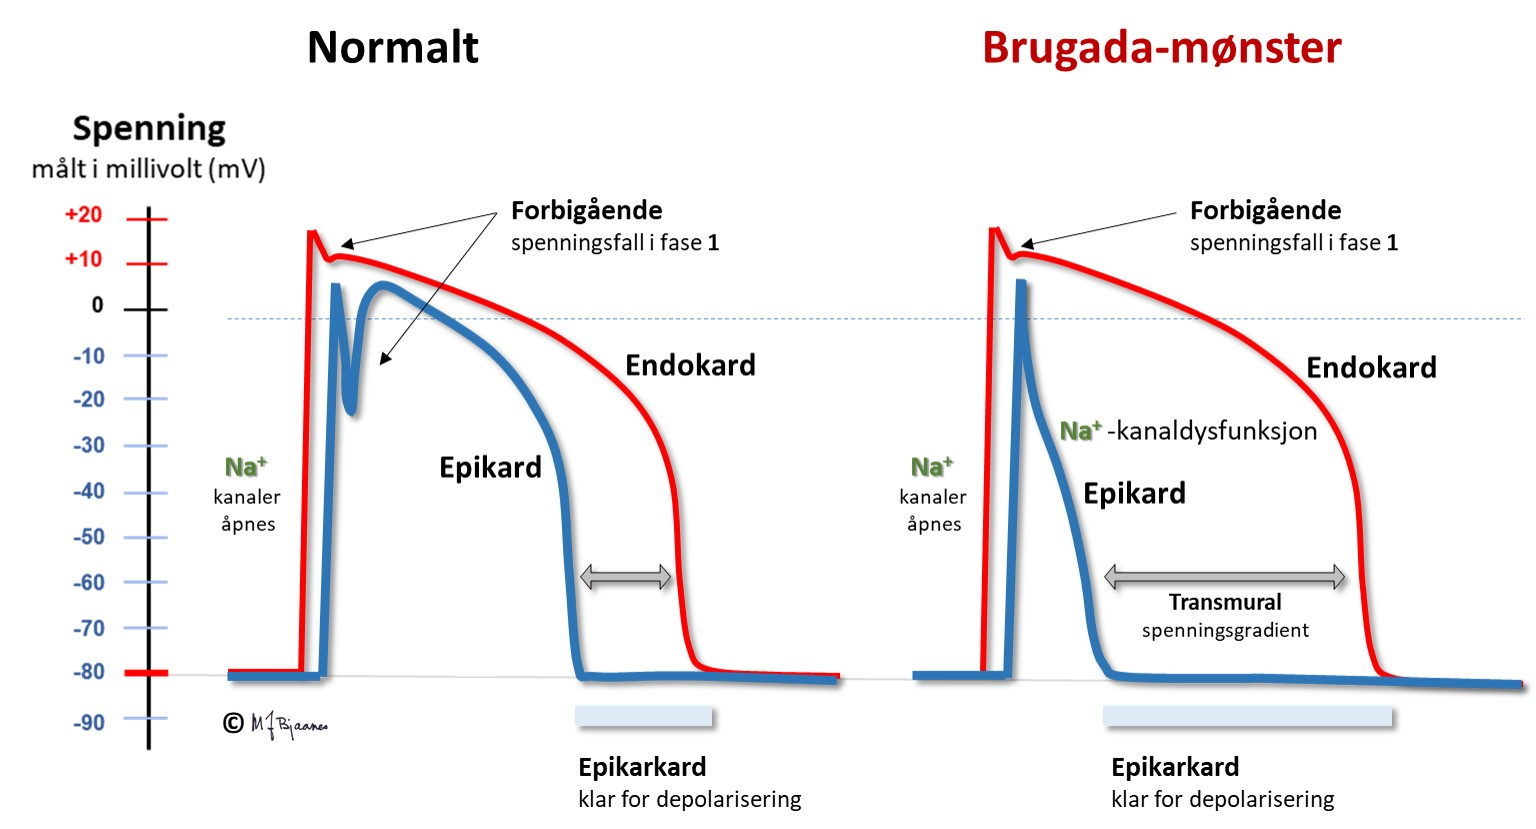 Normalt
Brugada-mønster
Spenning
målt i millivolt (mV)
+20
+10
0
-10
-20
-30
-40
-50
-60
-70
-80
-90
Forbigående
spenningsfall i fase 1
Endokard
Epikard
Na⁺
kanaler
åpnes
© M J Bjaanes
Epikarkard
klar for depolarisering
Forbigående
spenningsfall i fase 1
Endokard
Na⁺ -kanaldysfunksjon
Epikard
Na⁺
kanaler
åpnes
Transmural
spenningsgradient
Epikarkard
klar for depolarisering